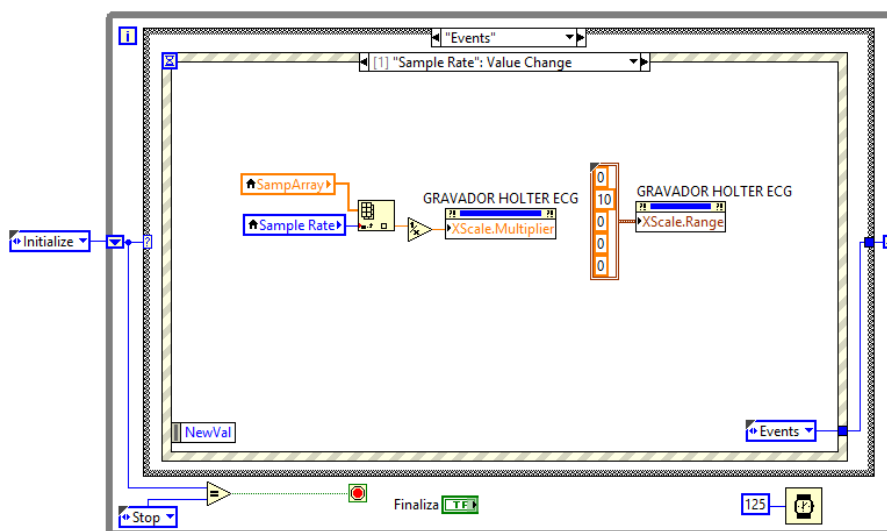 i
"Events"
[1] "Sample Rate": Value Change
SampArray
GRAVADOR HOLTER ECG
GRAVADOR HOLTER ECG
0
10
0
0
0
Sample Rate
XScale.Multiplier
XScale.Range
1/x
Initialize
?
NewVal
Events
=
Stop
Finaliza
TF
125